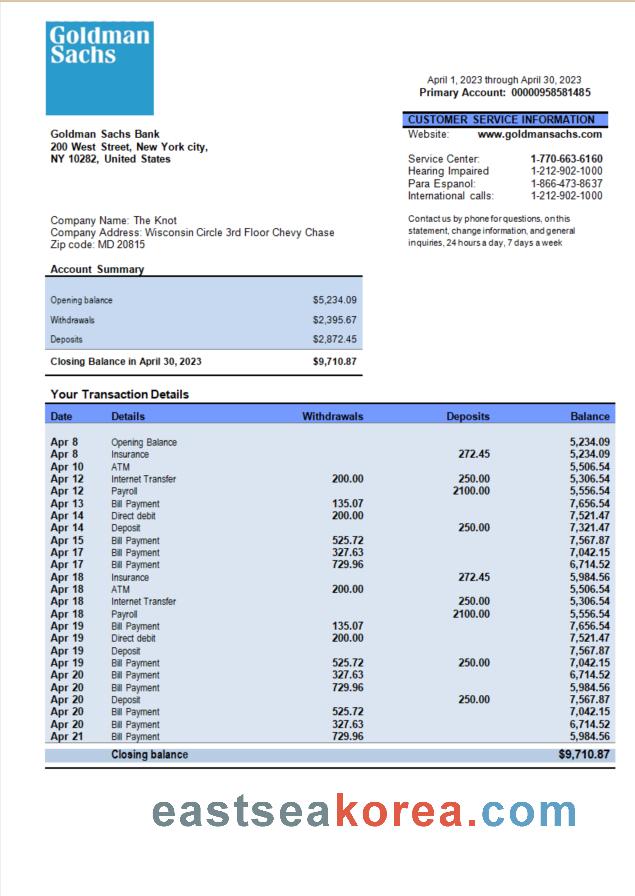 Goldman
Sachs
April 1, 2023 through April 30, 2023
Primary Account: 00000958581485
CUSTOMER SERVICE INFORMATION
Website: www.goldmansachs.com
Goldman Sachs Bank
200 West Street, New York city,
NY 10282, United States
Service Center: 1-770-663-6160
Hearing Impaired 1-212-902-1000
Para Espanol: 1-866-473-8637
International calls: 1-212-902-1000
Contact us by phone for questions, on this
statement, change information, and general
inquiries, 24 hours a day, 7 days a week
Company Name: The Knot
Company Address: Wisconsin Circle 3rd Floor Chevy Chase
Zip code: MD 20815
Account Summary
Opening balance $5,234.09
Withdrawals $2,395.67
Deposits $2,872.45
Closing Balance in April 30, 2023 $9,710.87
Your Transaction Details
Date Details Withdrawals Deposits Balance
Apr 8 Opening Balance 5,234.09
Apr 8 Insurance 272.45 5,234.09
Apr 10 ATM 5,506.54
Apr 12 Internet Transfer 200.00 250.00 5,306.54
Apr 12 Payroll 2100.00 5,556.54
Apr 13 Bill Payment 135.07 7,656.54
Apr 14 Direct debit 200.00 7,521.47
Apr 14 Deposit 250.00 7,321.47
Apr 15 Bill Payment 525.72 7,567.87
Apr 17 Bill Payment 327.63 7,042.15
Apr 17 Bill Payment 729.96 6,714.52
Apr 18 Insurance 272.45 5,984.56
Apr 18 ATM 200.00 5,506.54
Apr 18 Internet Transfer 250.00 5,306.54
Apr 18 Payroll 2100.00 5,556.54
Apr 19 Bill Payment 135.07 7,656.54
Apr 19 Direct debit 200.00 7,521.47
Apr 19 Deposit 7,567.87
Apr 19 Bill Payment 525.72 250.00 7,042.15
Apr 20 Bill Payment 327.63 6,714.52
Apr 20 Bill Payment 729.96 5,984.56
Apr 20 Deposit 250.00 7,567.87
Apr 20 Bill Payment 525.72 7,042.15
Apr 20 Bill Payment 327.63 6,714.52
Apr 21 Bill Payment 729.96 5,984.56
Closing balance $9,710.87
eastseakorea.com